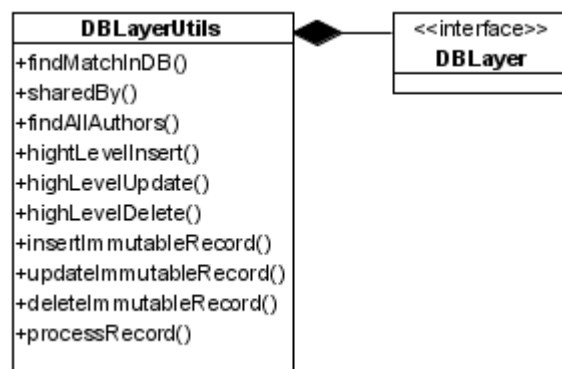 DBLayerUtils
+findMatchInDB()
+sharedBy()
+findAllAuthors()
+hightLevelInsert()
+highLevelUpdate()
+highLevelDelete()
+insertImmutableRecord()
+updateImmutableRecord()
+deleteImmutableRecord()
+processRecord()
<<interface>>
DBLayer